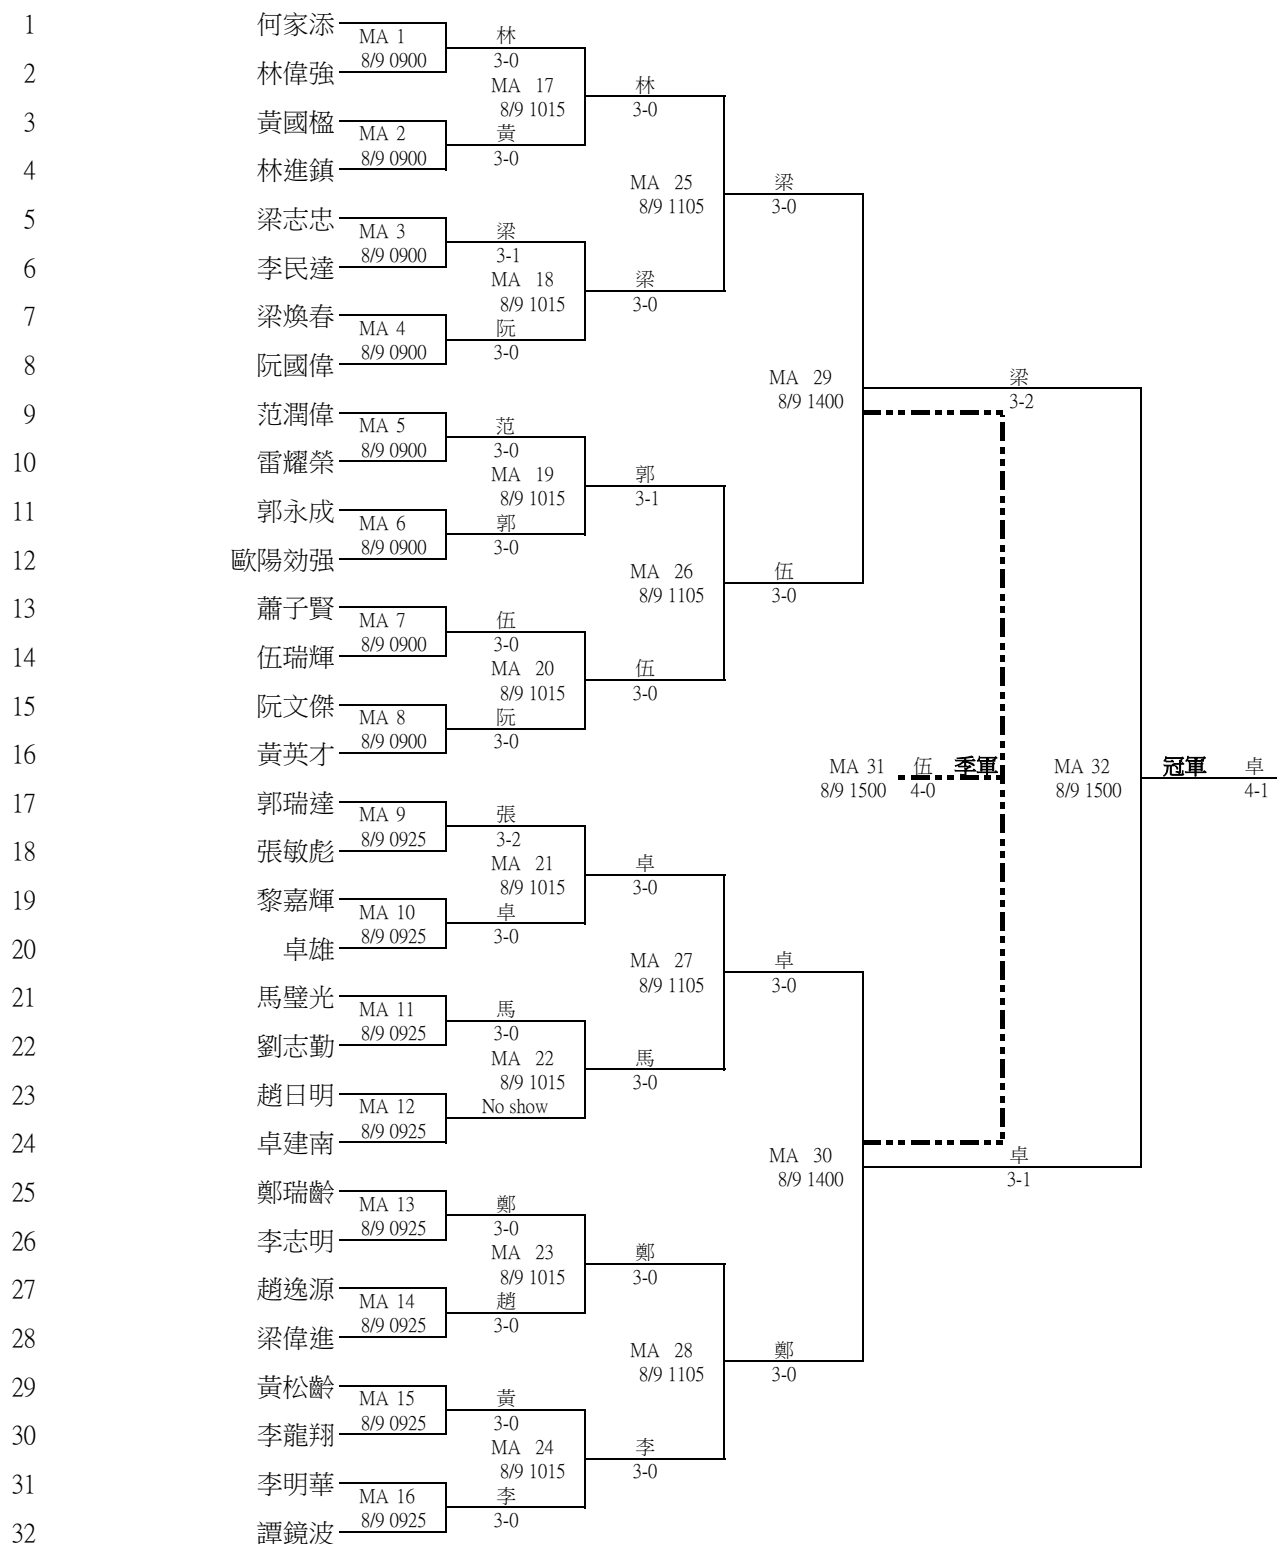 1 何家添
MA 1 林
8/9 0900 3-0
2 林偉強
MA 17 林
8/9 1015 3-0
3 黃國楹
MA 2 黃
8/9 0900 3-0
4 林進鎮
MA 25 梁
8/9 1105 3-0
5 梁志忠
MA 3 梁
8/9 0900 3-1
6 李民達
MA 18 梁
8/9 1015 3-0
7 梁煥春
MA 4 阮
8/9 0900 3-0
8 阮國偉
MA 29 梁
8/9 1400 3-2
9 范潤偉
MA 5 范
8/9 0900 3-0
10 雷耀榮
MA 19 郭
8/9 1015 3-1
11 郭永成
MA 6 郭
8/9 0900 3-0
12 歐陽効强
MA 26 伍
8/9 1105 3-0
13 蕭子賢
MA 7 伍
8/9 0900 3-0
14 伍瑞輝
MA 20 伍
8/9 1015 3-0
15 阮文傑
MA 8 阮
8/9 0900 3-0
16 黃英才
MA 31 伍 季軍 MA 32 冠軍 卓
8/9 1500 4-0 8/9 1500 4-1
17 郭瑞達
MA 9 張
8/9 0925 3-2
18 張敏彪
MA 21 卓
8/9 1015 3-0
19 黎嘉輝
MA 10 卓
8/9 0925 3-0
20 卓雄
MA 27 卓
8/9 1105 3-0
21 馬璧光
MA 11 馬
8/9 0925 3-0
22 劉志勤
MA 22 馬
8/9 1015 3-0
23 趙日明
MA 12 No show
8/9 0925
24 卓建南
MA 30 卓
8/9 1400 3-1
25 鄭瑞齡
MA 13 鄭
8/9 0925 3-0
26 李志明
MA 23 鄭
8/9 1015 3-0
27 趙逸源
MA 14 趙
8/9 0925 3-0
28 梁偉進
MA 28 鄭
8/9 1105 3-0
29 黃松齡
MA 15 黃
8/9 0925 3-0
30 李龍翔
MA 24 李
8/9 1015 3-0
31 李明華
MA 16 李
8/9 0925 3-0
32 譚鏡波